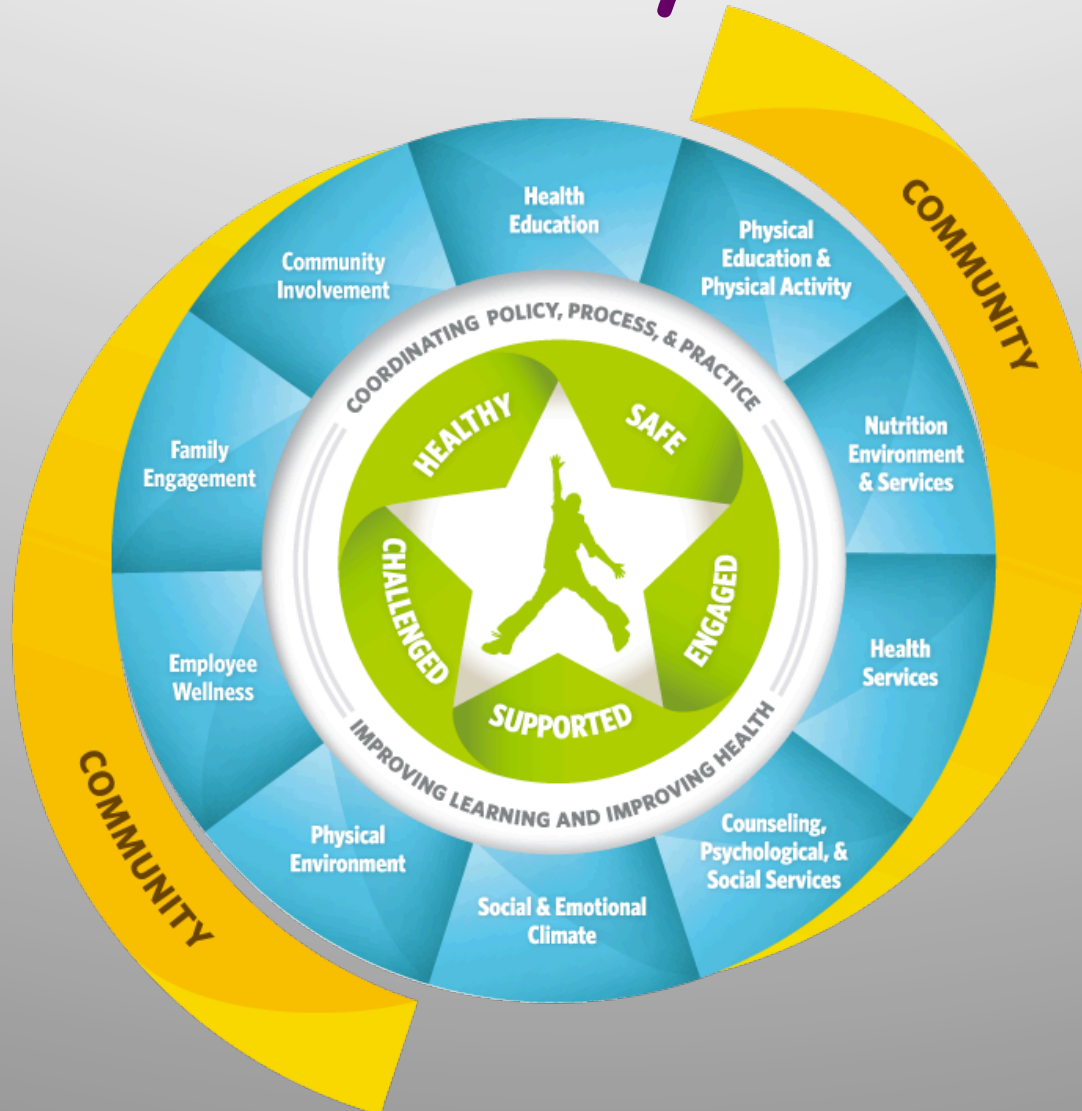 COMMUNITY
Health
Education
Physical
Education &
Physical Activity
Nutrition
Environment
& Services
Health
Services
Counseling,
Psychological, &
Social Services
Social & Emotional
Climate
Physical
Environment
Employee
Wellness
Family
Engagement
Community
Involvement
COORDINATING POLICY, PROCESS, & PRACTICE
IMPROVING LEARNING AND IMPROVING HEALTH
HEALTHY
SAFE
ENGAGED
SUPPORTED
CHALLENGED
COMMUNITY